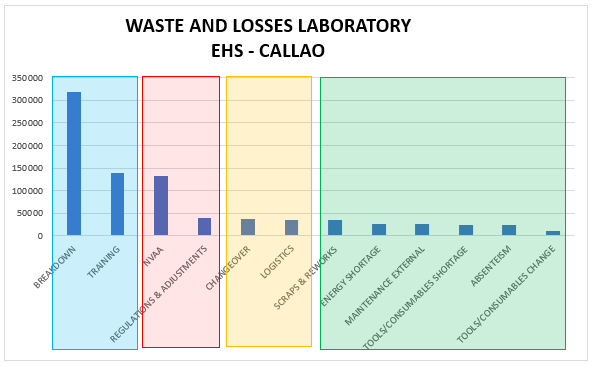 WASTE AND LOSSES LABORATORY
EHS - CALLAO
350000
300000
250000
200000
150000
100000
50000
0
BREAKDOWN
TRAINING
NVAA
REGULATIONS & ADJUSTMENTS
CHANGEOVER
LOGISTICS
SCRAPS & REWORKS
ENERGY SHORTAGE
MAINTENANCE EXTERNAL
TOOLS/CONSUMABLES SHORTAGE
ABSENTEISM
TOOLS/CONSUMABLES CHANGE